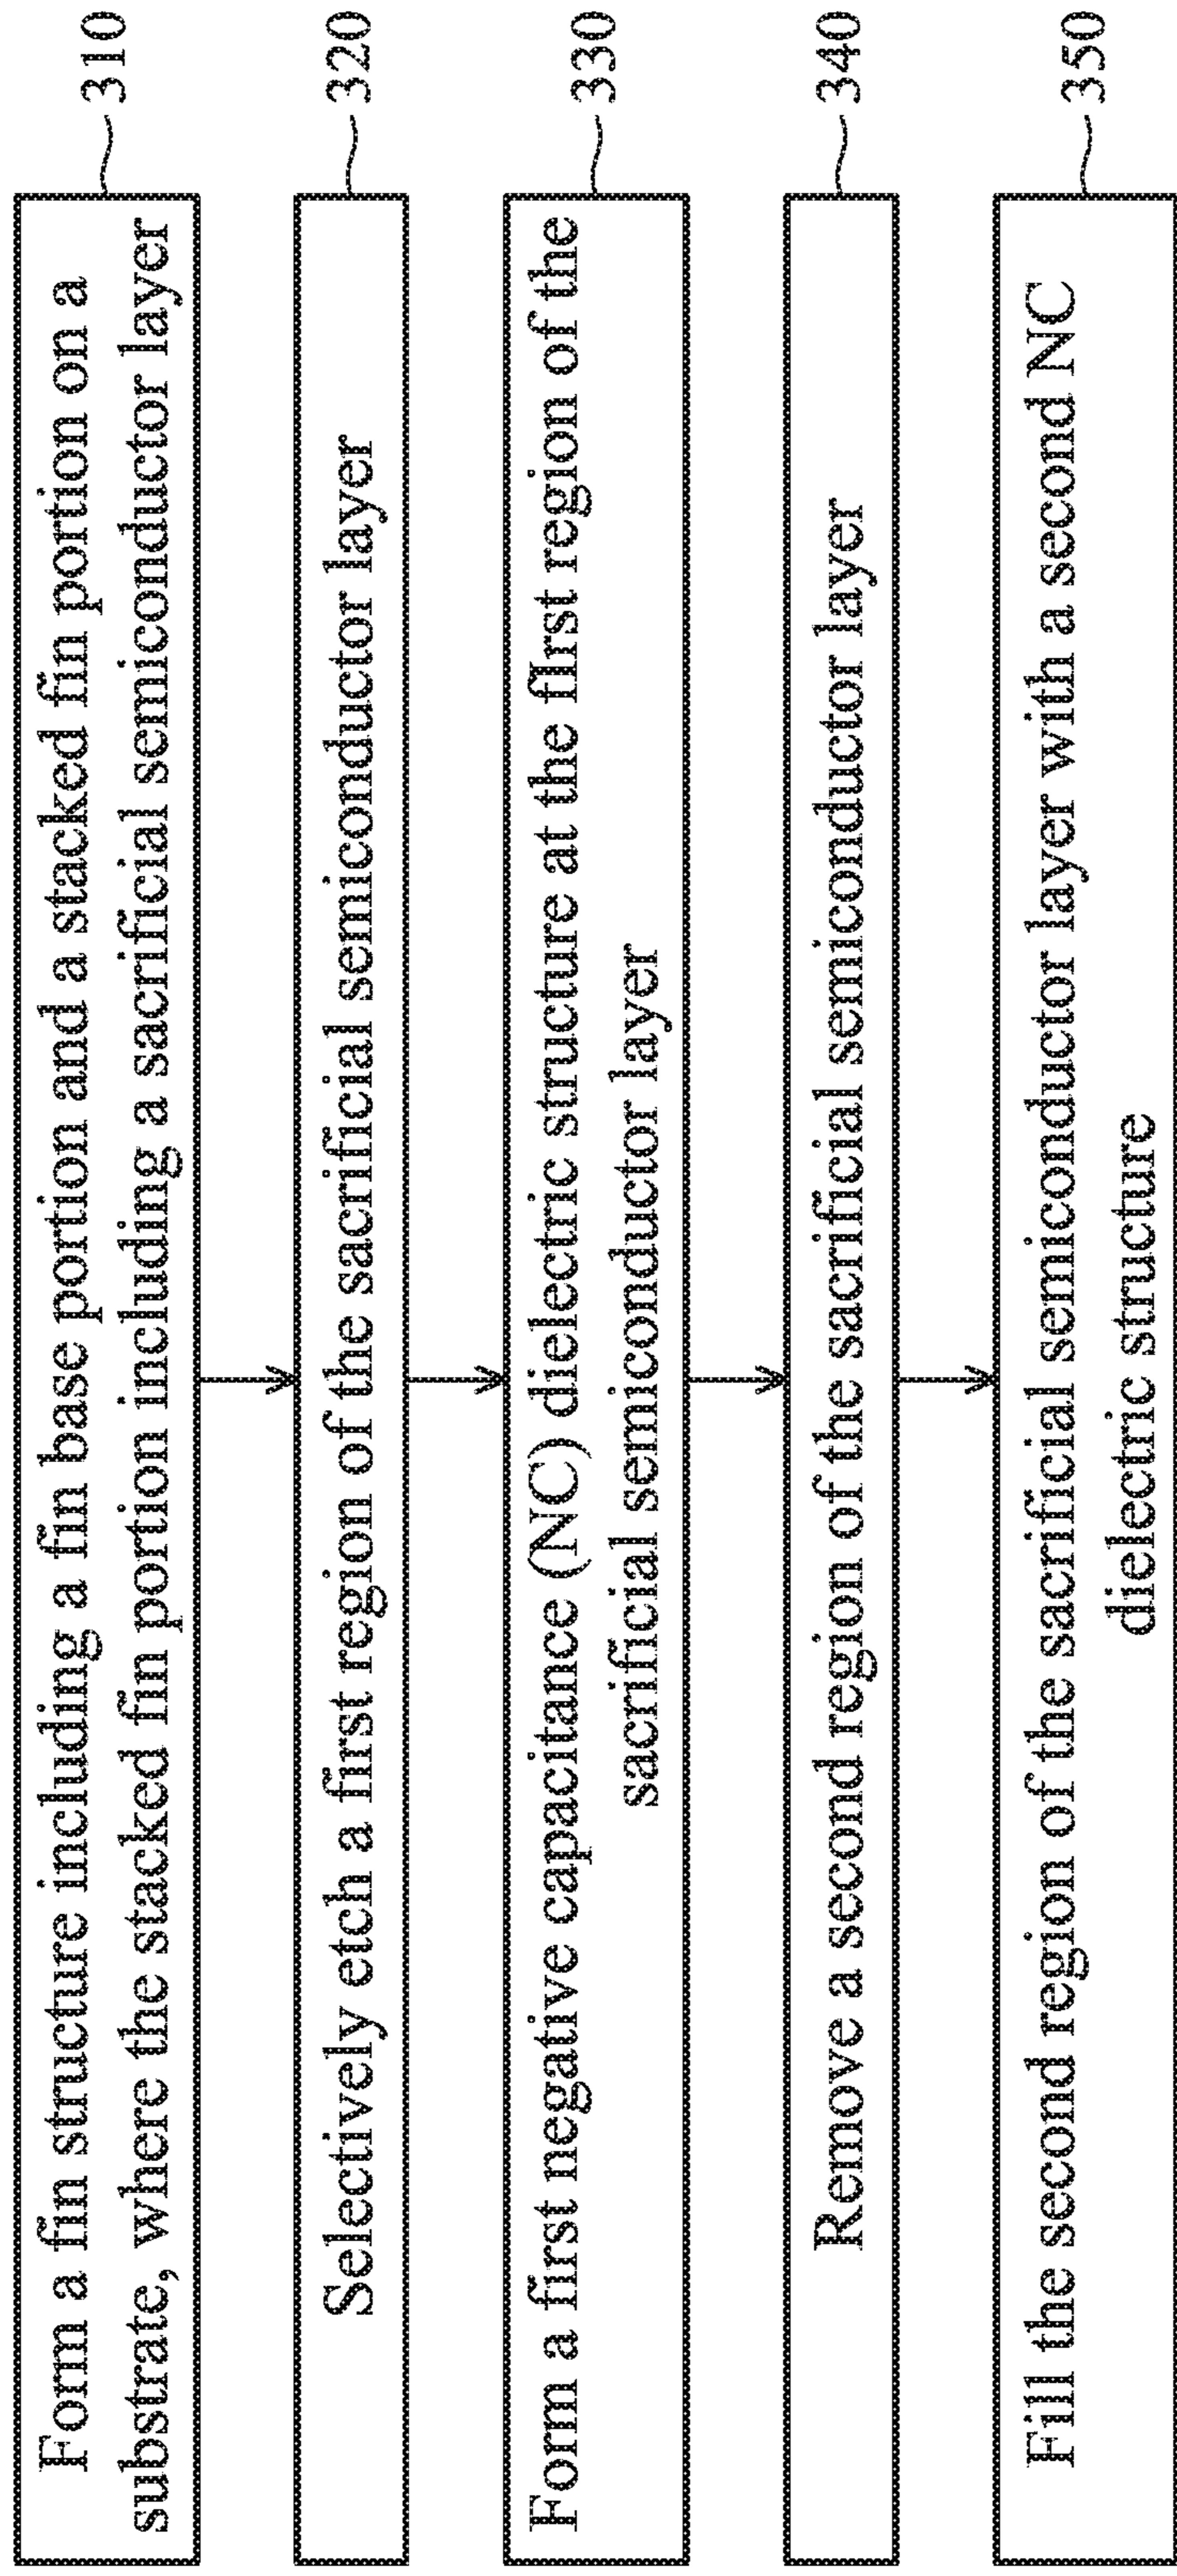 Form a fin structure including a fin base portion and a stacked fin portion on a
substrate, where the stacked fin portion including a sacrificial semiconductor layer
310
Selectively etch a first region of the sacrificial semiconductor layer
320
Form a first negative capacitance (NC) dielectric structure at the fIrst region of the
sacrificial semiconductor layer
330
Remove a second region of the sacrificial semiconductor layer
340
Fill the second region of the sacrificial semiconductor layer with a second NC
dielectric structure
350